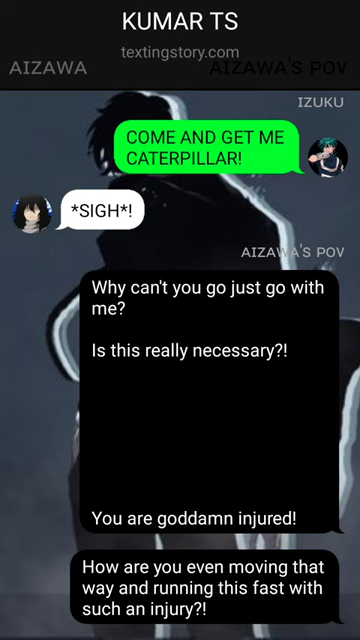 KUMAR TS
textingstory.com
AIZAWA
AIZAWA'S POV
IZUKU
COME AND GET ME
CATERPILLAR!
*SIGH*!
AIZAWA'S POV
Why can't you go just go with
me?
Is this really necessary?!
You are goddamn injured!
How are you even moving that
way and running this fast with
such an injury?!